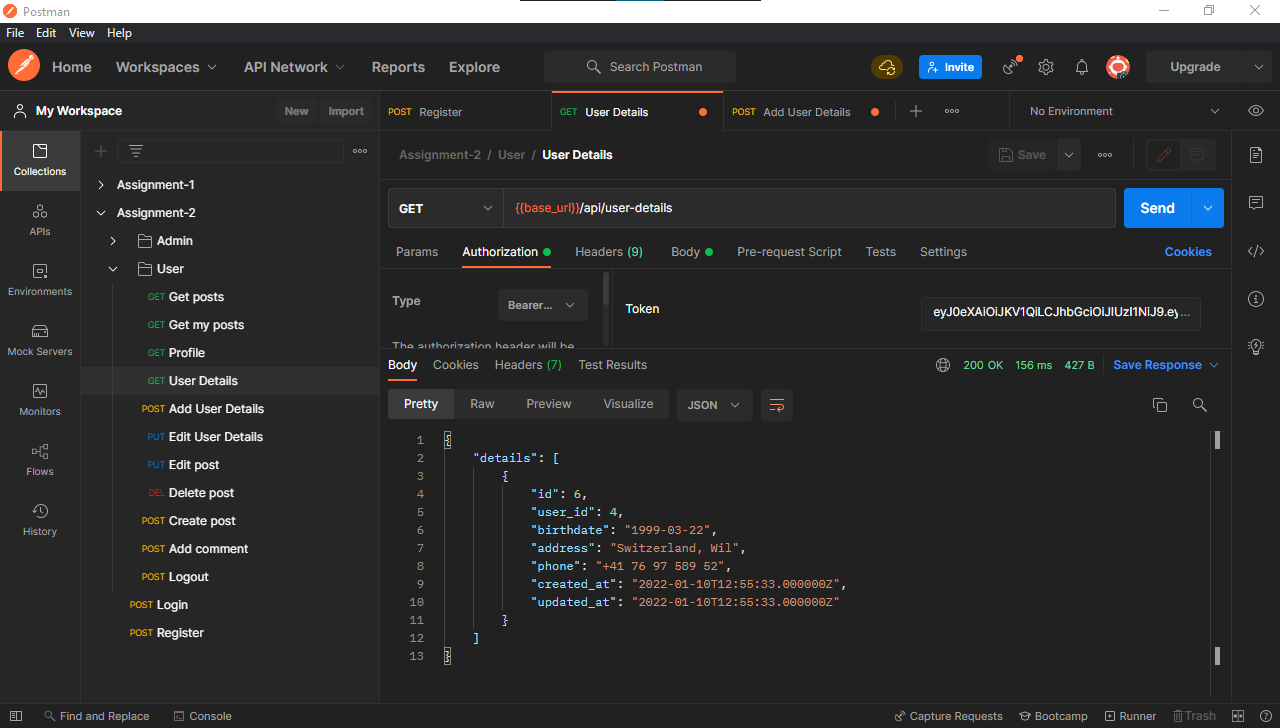 Postman
File Edit View Help
Home Workspaces API Network Reports Explore Search Postman Invite Upgrade
My Workspace New Import
POST Register GET User Details POST Add User Details No Environment
Assignment-2 / User / User Details Save
Collections
APIs
Environments
Mock Servers
Monitors
Flows
History
Assignment-1
Assignment-2
Admin
User
GET Get posts
GET Get my posts
GET Profile
GET User Details
POST Add User Details
PUT Edit User Details
PUT Edit post
DEL Delete post
POST Create post
POST Add comment
POST Logout
POST Login
POST Register
GET {{base_url}}/api/user-details Send
Params Authorization Headers (9) Body Pre-request Script Tests Settings Cookies
Type Bearer... Token eyJ0eXAiOiJKV1QiLCJhbGciOiJIUzI1NiJ9.ey...
The authorization header will be
Body Cookies Headers (7) Test Results 200 OK 156 ms 427 B Save Response
Pretty Raw Preview Visualize JSON
1 {
2 "details": [
3 {
4 "id": 6,
5 "user_id": 4,
6 "birthdate": "1999-03-22",
7 "address": "Switzerland, Wil",
8 "phone": "+41 76 97 589 52",
9 "created_at": "2022-01-10T12:55:33.000000Z",
10 "updated_at": "2022-01-10T12:55:33.000000Z"
11 }
12 ]
13 }
Find and Replace Console Capture Requests Bootcamp Runner Trash